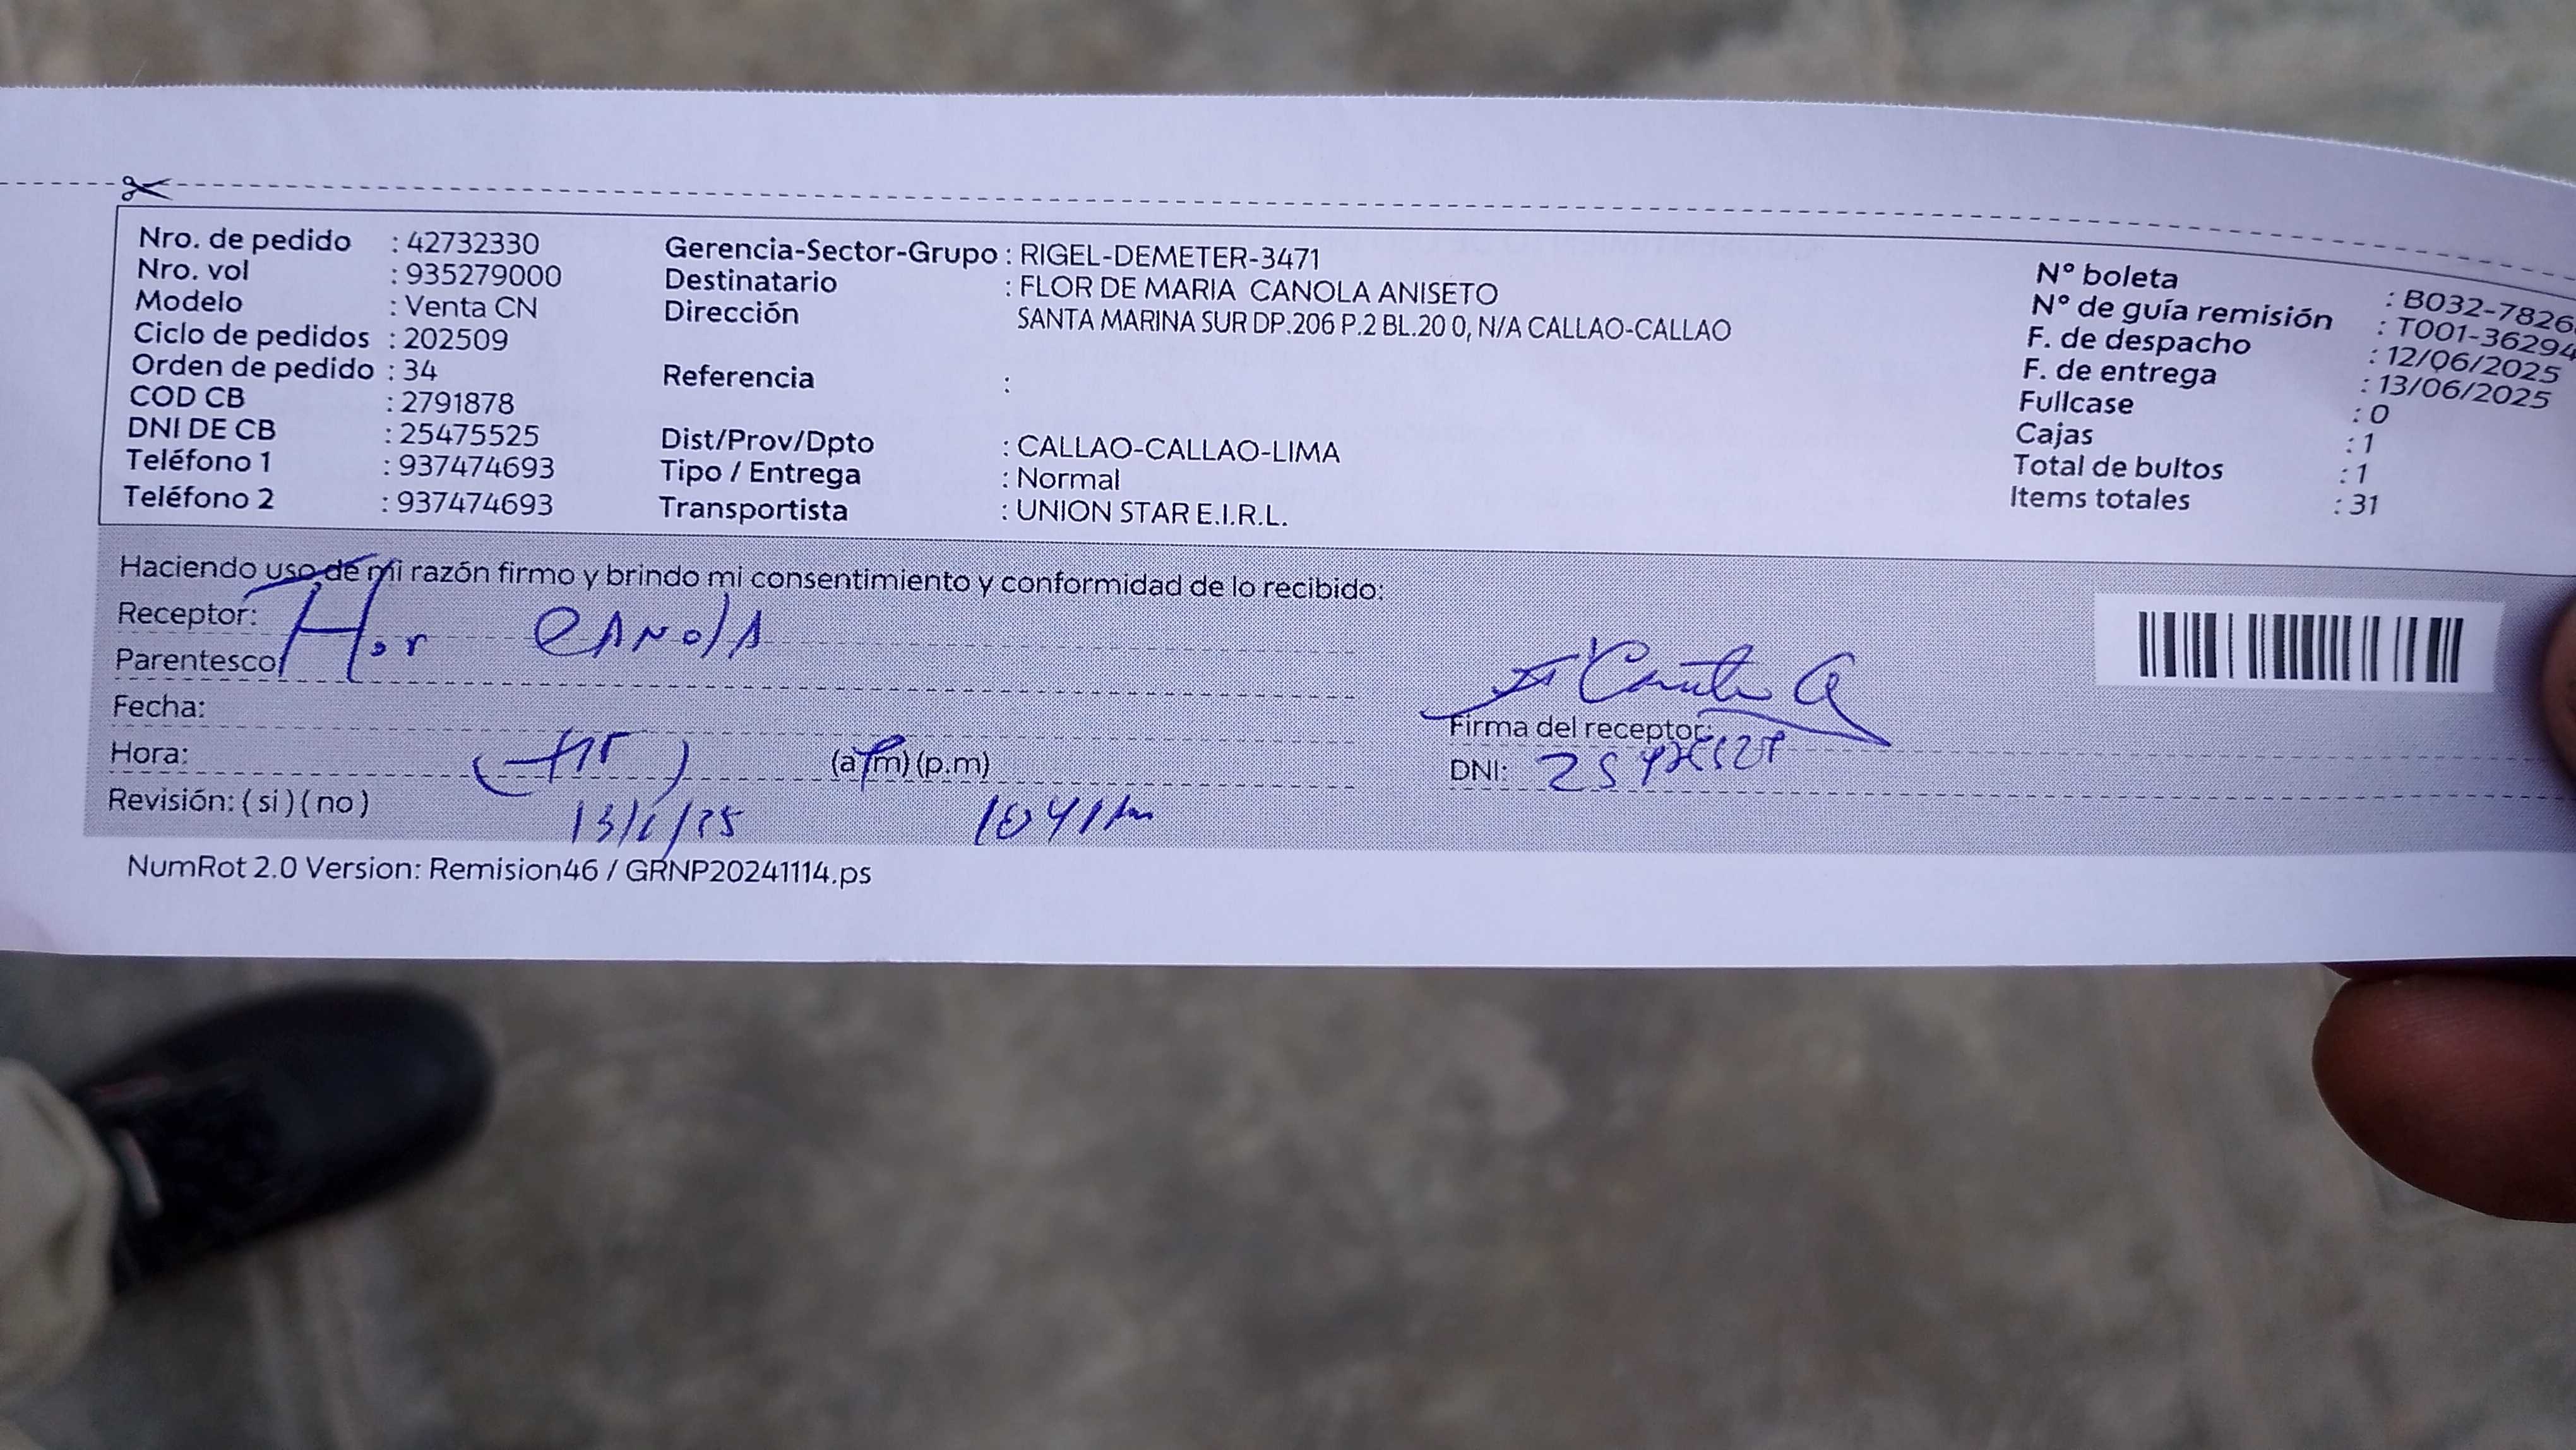 Nro. de pedido : 42732330
Nro. vol : 935279000
Modelo : Venta CN
Ciclo de pedidos : 202509
Orden de pedido : 34
COD CB : 2791878
DNI DE CB : 25475525
Teléfono 1 : 937474693
Teléfono 2 : 937474693
Gerencia-Sector-Grupo : RIGEL-DEMETER-3471
Destinatario : FLOR DE MARIA CANOLA ANISETO
Dirección SANTA MARINA SUR DP.206 P.2 BL.20 0, N/A CALLAO-CALLAO
Referencia :
Dist/Prov/Dpto : CALLAO-CALLAO-LIMA
Tipo / Entrega : Normal
Transportista : UNION STAR E.I.R.L.
N° boleta : B032-7826
N° de guía remisión : T001-36294
F. de despacho : 12/06/2025
F. de entrega : 13/06/2025
Fullcase : 0
Cajas : 1
Total de bultos : 1
Items totales : 31
Haciendo uso de mi razón firmo y brindo mi consentimiento y conformidad de lo recibido:
Receptor: Flor CANOlA
Parentesco
Fecha:
Hora: (a.m) (p.m)
Revisión: ( si ) ( no )
13/6/25
Firma del receptor:
DNI:
NumRot 2.0 Version: Remision46 / GRNP20241114.ps